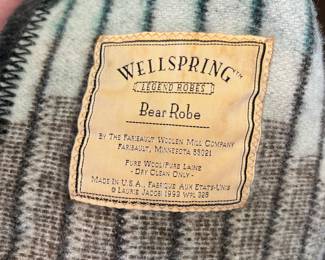 WELLSPRING™
LEGEND ROBES
Bear Robe
BY THE FARIBAULT WOOLEN MILL COMPANY
FARIBAULT, MINNESOTA 55021
PURE WOOL/PURE LAINE
- DRY CLEAN ONLY -
MADE IN U.S.A., FABRIQUE AUX ETATS-UNIS
© LAURIE JACOBI 1993 WPL 328